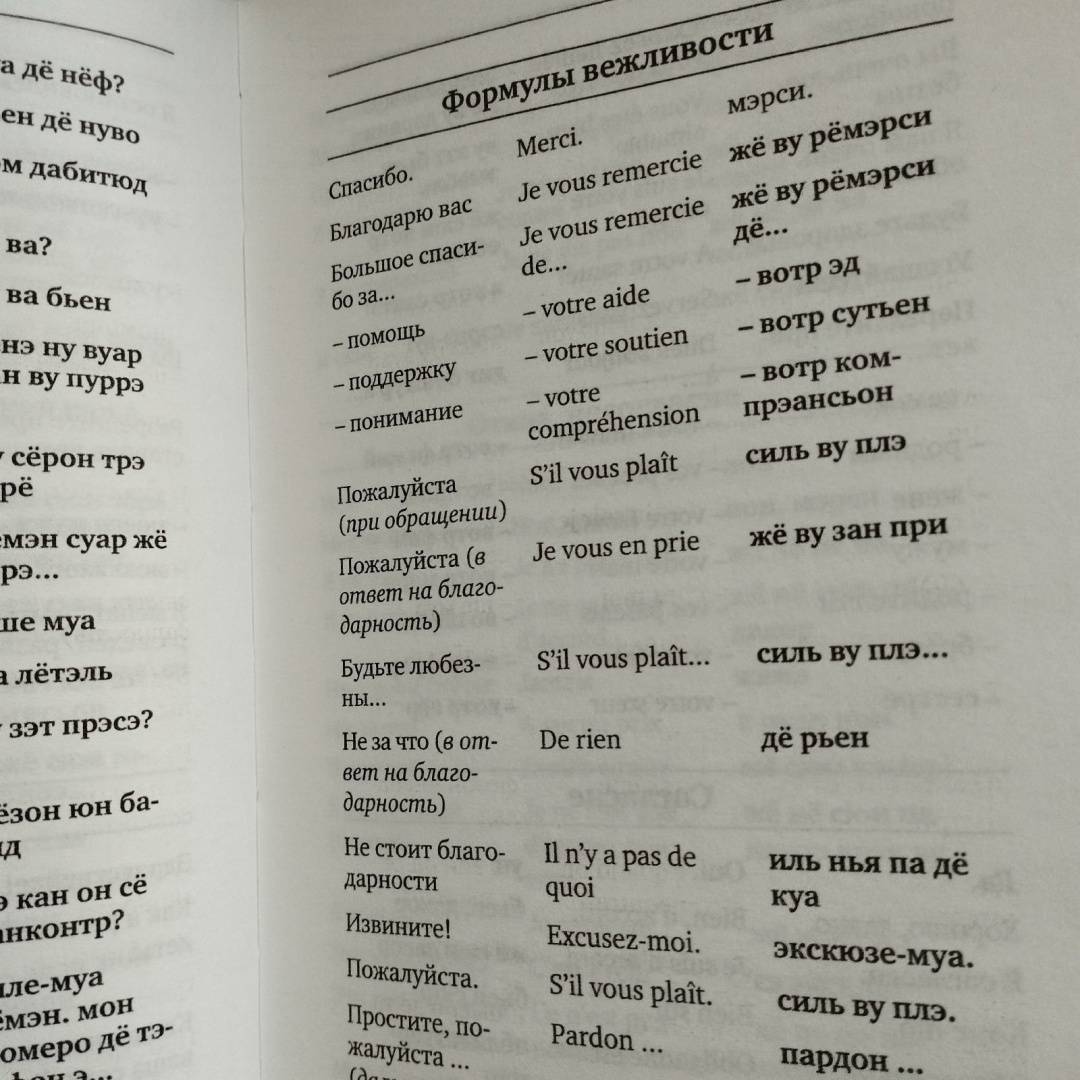 а дё нёф?
ен дё нуво
м дабитюд
ва?
ва бьен
нэ ну вуар
н ву пуррэ
сёрон трэ
рё
мэн суар жё
рэ...
ше муа
лётэль
зэт прэсэ?
ёзон юн ба-
д
кан он сё
анконтр?
ле-муа
ёмэн. мон
омеро дё тэ-
Формулы вежливости
Спасибо. Merci. мэрси.
Благодарю вас Je vous remercie жё ву рёмэрси
Большое спаси- Je vous remercie жё ву рёмэрси
бо за... de... дё...
– помощь – votre aide – вотр эд
– поддержку – votre soutien – вотр сутьен
– понимание – votre – вотр ком-
compréhension прэансьон
Пожалуйста S'il vous plaît силь ву плэ
(при обращении)
Пожалуйста (в Je vous en prie жё ву зан при
ответ на благо-
дарность)
Будьте любез- S'il vous plaît... силь ву плэ...
ны...
Не за что (в от- De rien дё рьен
вет на благо-
дарность)
Не стоит благо- Il n'y a pas de иль нья па дё
дарности quoi куа
Извините! Excusez-moi. экскюзе-муа.
Пожалуйста. S'il vous plaît. силь ву плэ.
Простите, по- Pardon ... пардон ...
жалуйста ...